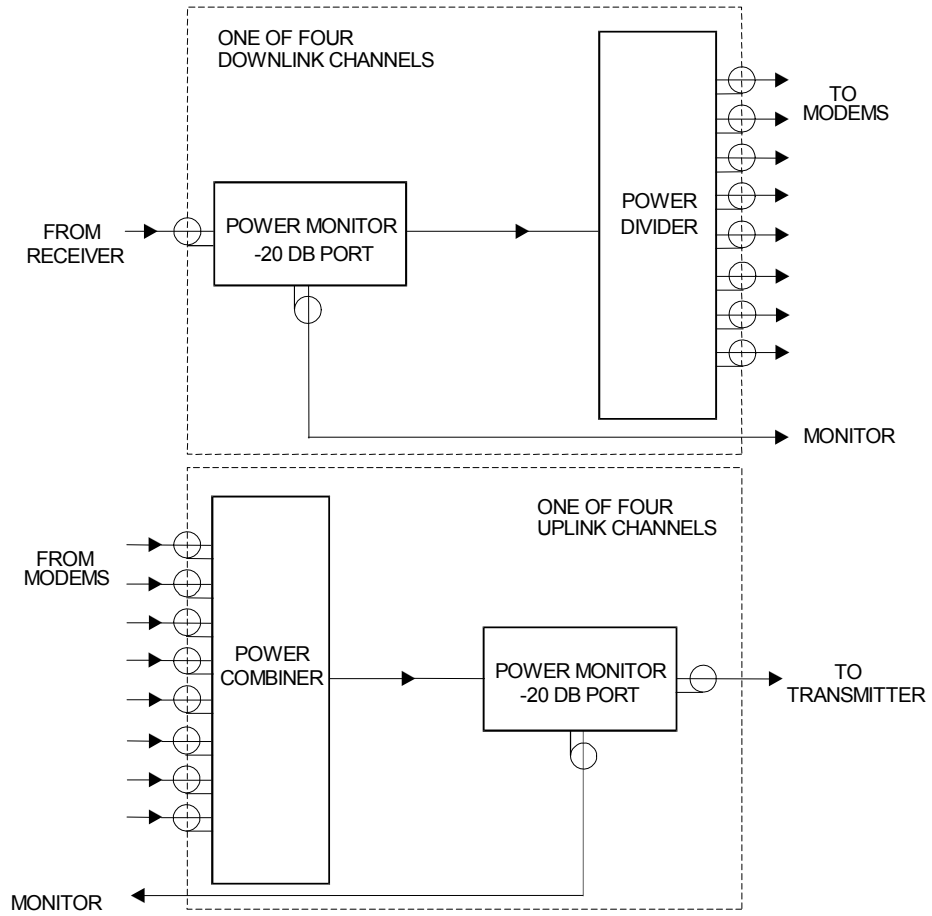 ONE OF FOUR
DOWNLINK CHANNELS
TO
MODEMS
POWER
DIVIDER
FROM
RECEIVER
POWER MONITOR
-20 DB PORT
MONITOR
ONE OF FOUR
UPLINK CHANNELS
FROM
MODEMS
POWER
COMBINER
POWER MONITOR
-20 DB PORT
TO
TRANSMITTER
MONITOR